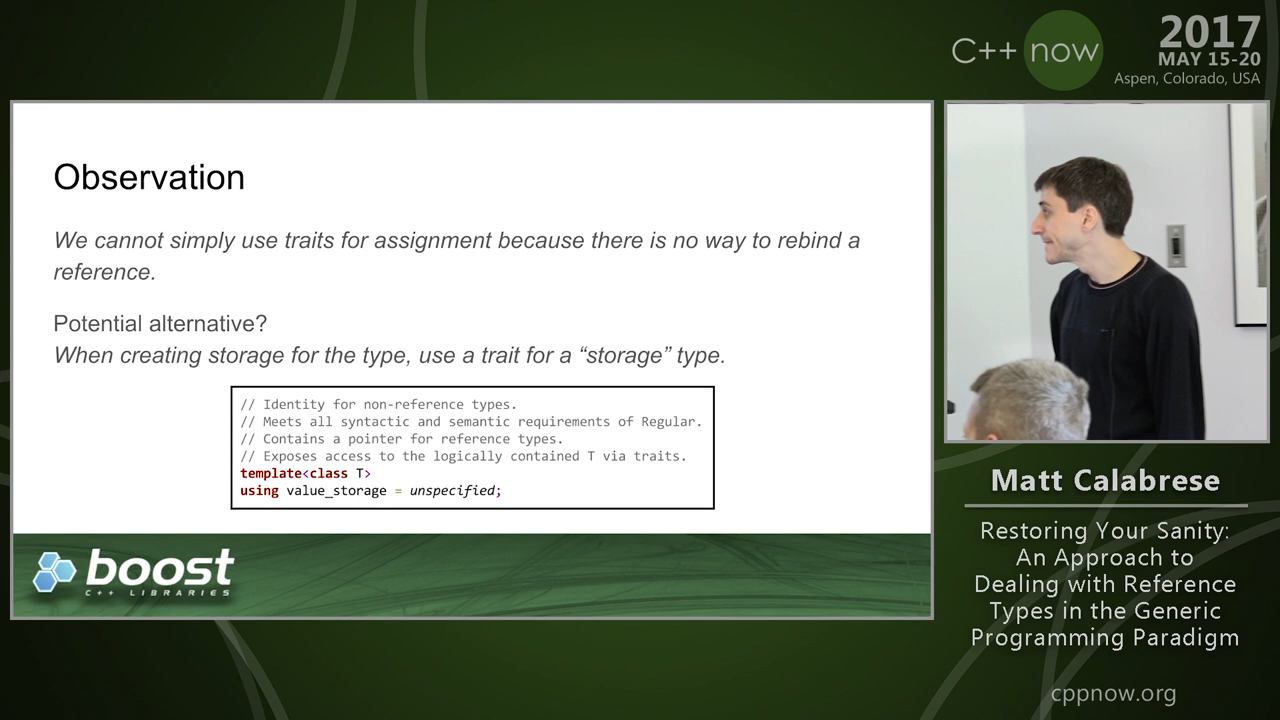 C++ now
2017
MAY 15-20
Aspen, Colorado, USA
Observation
We cannot simply use traits for assignment because there is no way to rebind a
reference.
Potential alternative?
When creating storage for the type, use a trait for a “storage” type.
// Identity for non-reference types.
// Meets all syntactic and semantic requirements of Regular.
// Contains a pointer for reference types.
// Exposes access to the logically contained T via traits.
template<class T>
using value_storage = unspecified;
boost
C++ LIBRARIES
Matt Calabrese
Restoring Your Sanity:
An Approach to
Dealing with Reference
Types in the Generic
Programming Paradigm
cppnow.org